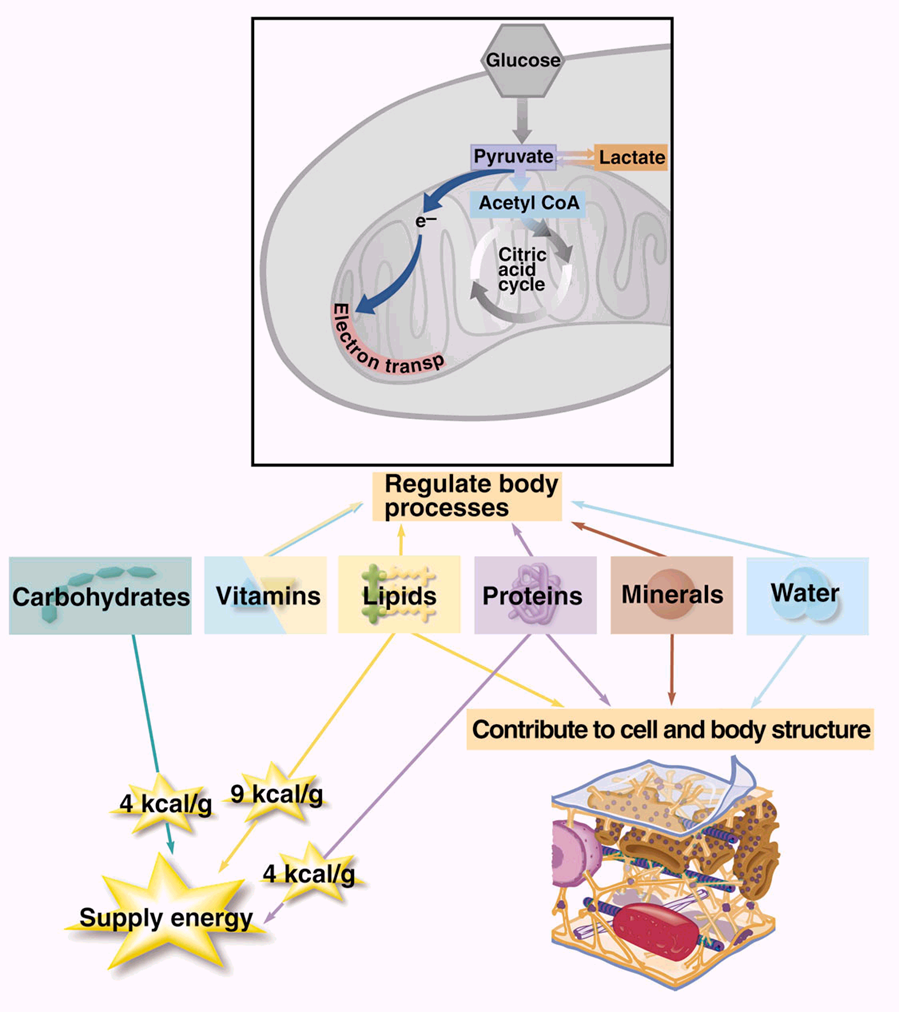 Glucose
Pyruvate
Lactate
Acetyl CoA
e–
Citric
acid
cycle
Electron transp
Regulate body
processes
Carbohydrates
Vitamins
Lipids
Proteins
Minerals
Water
Contribute to cell and body structure
4 kcal/g
9 kcal/g
4 kcal/g
Supply energy